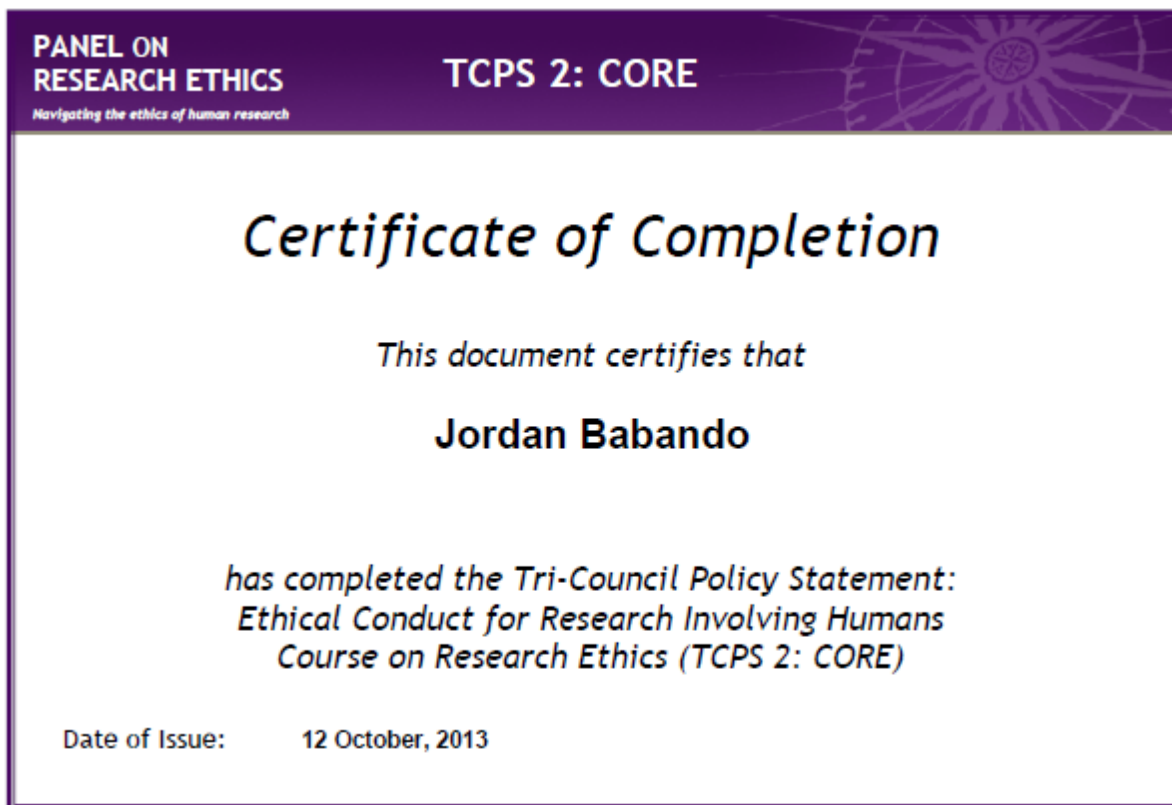 PANEL ON
RESEARCH ETHICS
Navigating the ethics of human research
TCPS 2: CORE
Certificate of Completion
This document certifies that
Jordan Babando
has completed the Tri-Council Policy Statement:
Ethical Conduct for Research Involving Humans
Course on Research Ethics (TCPS 2: CORE)
Date of Issue: 12 October, 2013